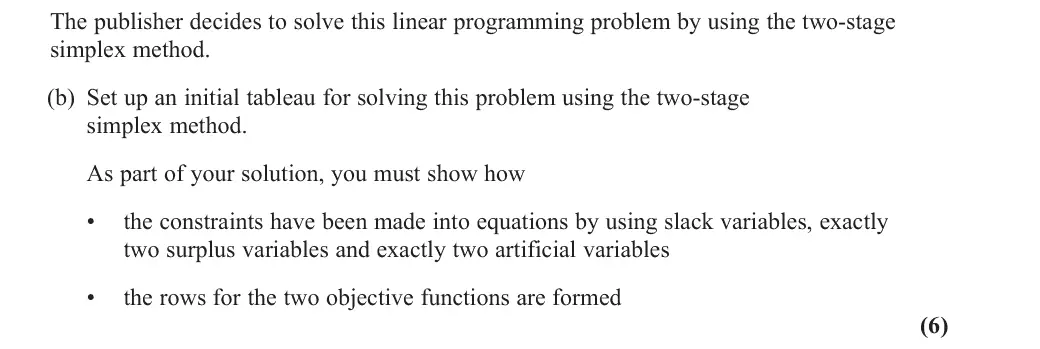 The publisher decides to solve this linear programming problem by using the two-stage
simplex method.
(b) Set up an initial tableau for solving this problem using the two-stage
simplex method.
As part of your solution, you must show how
• the constraints have been made into equations by using slack variables, exactly
two surplus variables and exactly two artificial variables
• the rows for the two objective functions are formed
(6)